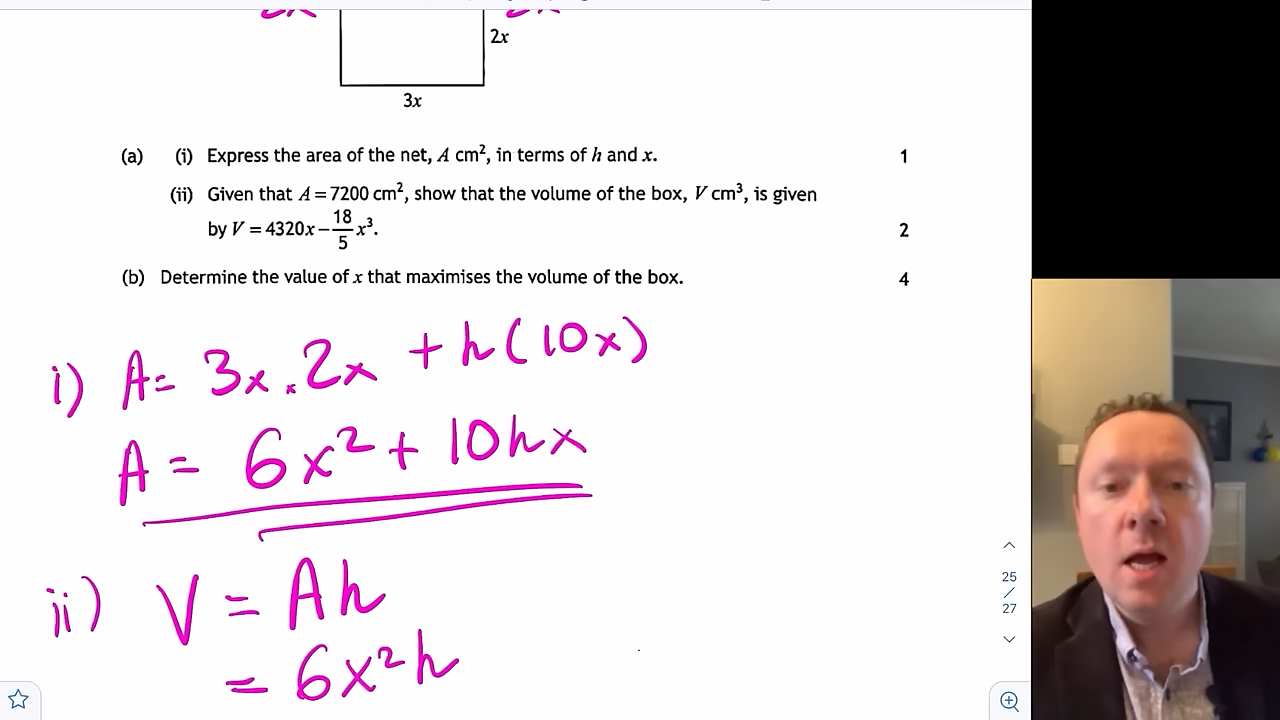 2x 2x
2x
3x
(a) (i) Express the area of the net, A cm², in terms of h and x. 1
(ii) Given that A = 7200 cm², show that the volume of the box, V cm³, is given 
by V = 4320x − 18/5 x³. 2
(b) Determine the value of x that maximises the volume of the box. 4
i) A = 3x × 2x + h(10x)
A = 6x² + 10hx
ii) V = Ah
= 6x²h
25
/
27